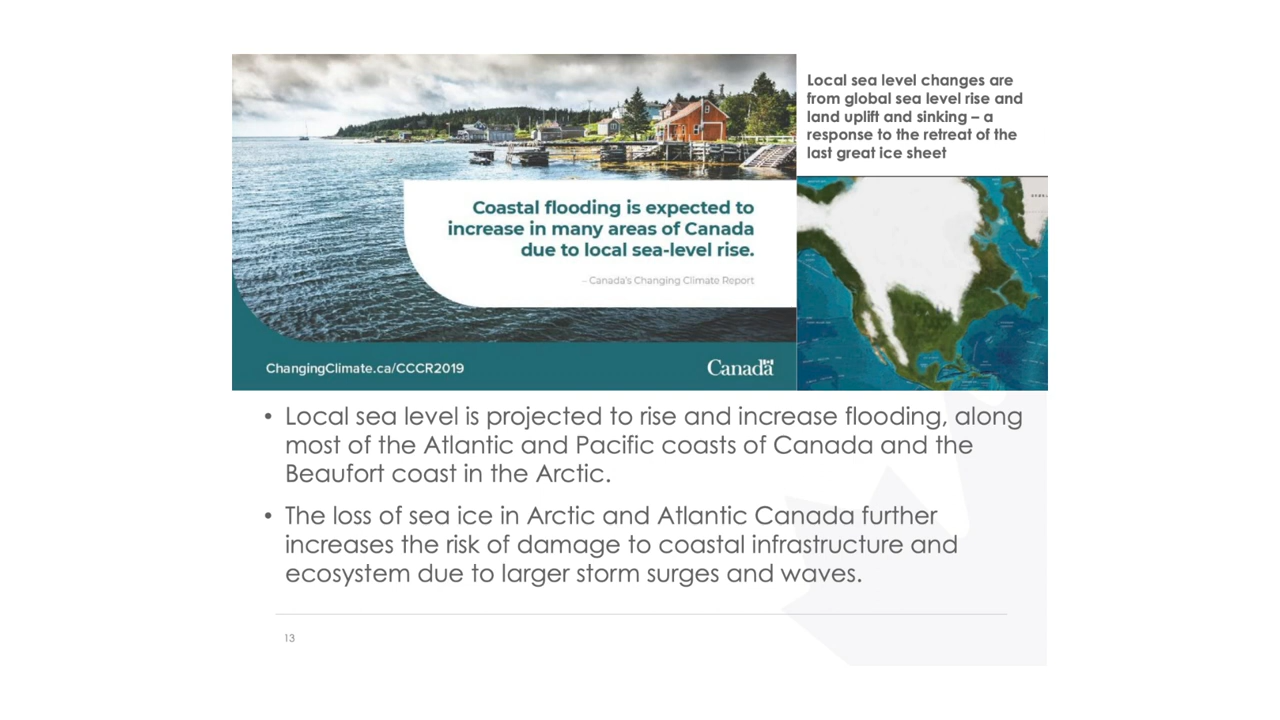 Local sea level changes are
from global sea level rise and
land uplift and sinking – a
response to the retreat of the
last great ice sheet
Coastal flooding is expected to
increase in many areas of Canada
due to local sea-level rise.
– Canada's Changing Climate Report
ChangingClimate.ca/CCCR2019
Canada
• Local sea level is projected to rise and increase flooding, along
most of the Atlantic and Pacific coasts of Canada and the
Beaufort coast in the Arctic.
• The loss of sea ice in Arctic and Atlantic Canada further
increases the risk of damage to coastal infrastructure and
ecosystem due to larger storm surges and waves.
13